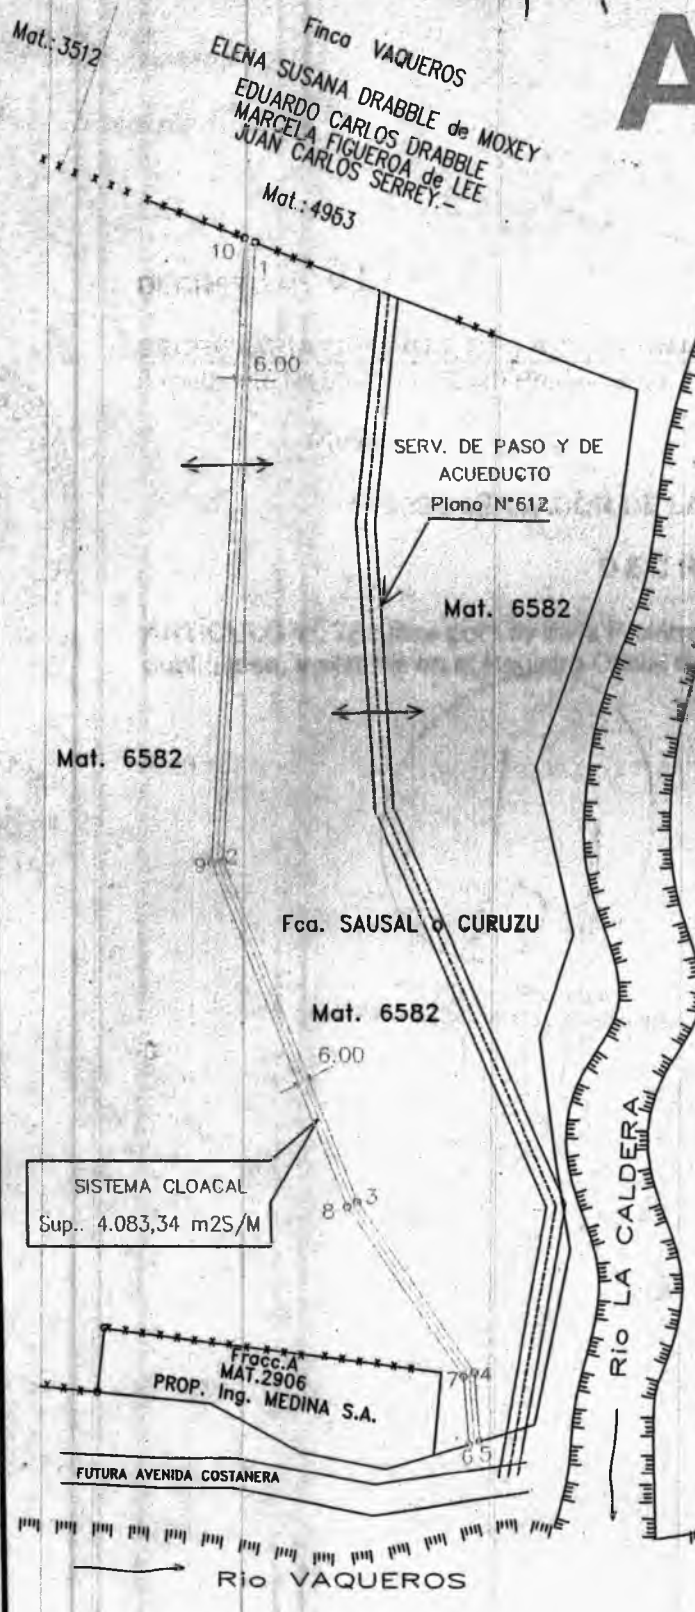 A
Finca VAQUEROS
Mat.: 3512
ELENA SUSANA DRABBLE de MOXEY
EDUARDO CARLOS DRABBLE
MARCELA FIGUEROA de LEE
JUAN CARLOS SERREY.-
Mat.: 4953
10
1
6.00
SERV. DE PASO Y DE
ACUEDUCTO
Plano N°612
Mat. 6582
Mat. 6582
9
2
Fca. SAUSAL o CURUZU
Mat. 6582
6.00
SISTEMA CLOACAL
Sup.. 4.083,34 m2S/M
8
3
Río LA CALDERA
Fracc.A
MAT.2906
PROP. Ing. MEDINA S.A.
7
4
6
5
FUTURA AVENIDA COSTANERA
Río VAQUEROS